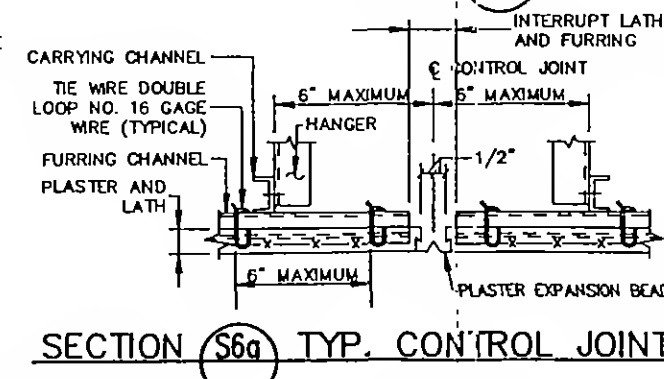 INTERRUPT LATH
AND FURRING
CARRYING CHANNEL
℄ CONTROL JOINT
TIE WIRE DOUBLE
LOOP NO. 16 GAGE
WIRE (TYPICAL)
6" MAXIMUM
6" MAXIMUM
HANGER
FURRING CHANNEL
1/2"
PLASTER AND
LATH
6" MAXIMUM
PLASTER EXPANSION BEAD
SECTION S6a TYP. CONTROL JOINT